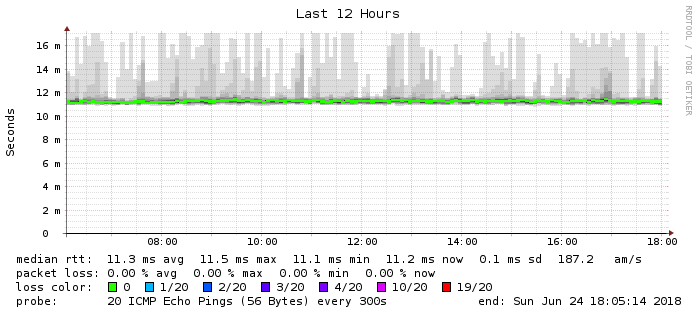 Last 12 Hours
RRDTOOL / TOBI OETIKER
Seconds
16 m
14 m
12 m
10 m
8 m
6 m
4 m
2 m
0
08:00 10:00 12:00 14:00 16:00 18:00
median rtt: 11.3 ms avg 11.5 ms max 11.1 ms min 11.2 ms now 0.1 ms sd 187.2 am/s
packet loss: 0.00 % avg 0.00 % max 0.00 % min 0.00 % now
loss color: 0 1/20 2/20 3/20 4/20 10/20 19/20
probe: 20 ICMP Echo Pings (56 Bytes) every 300s end: Sun Jun 24 18:05:14 2018